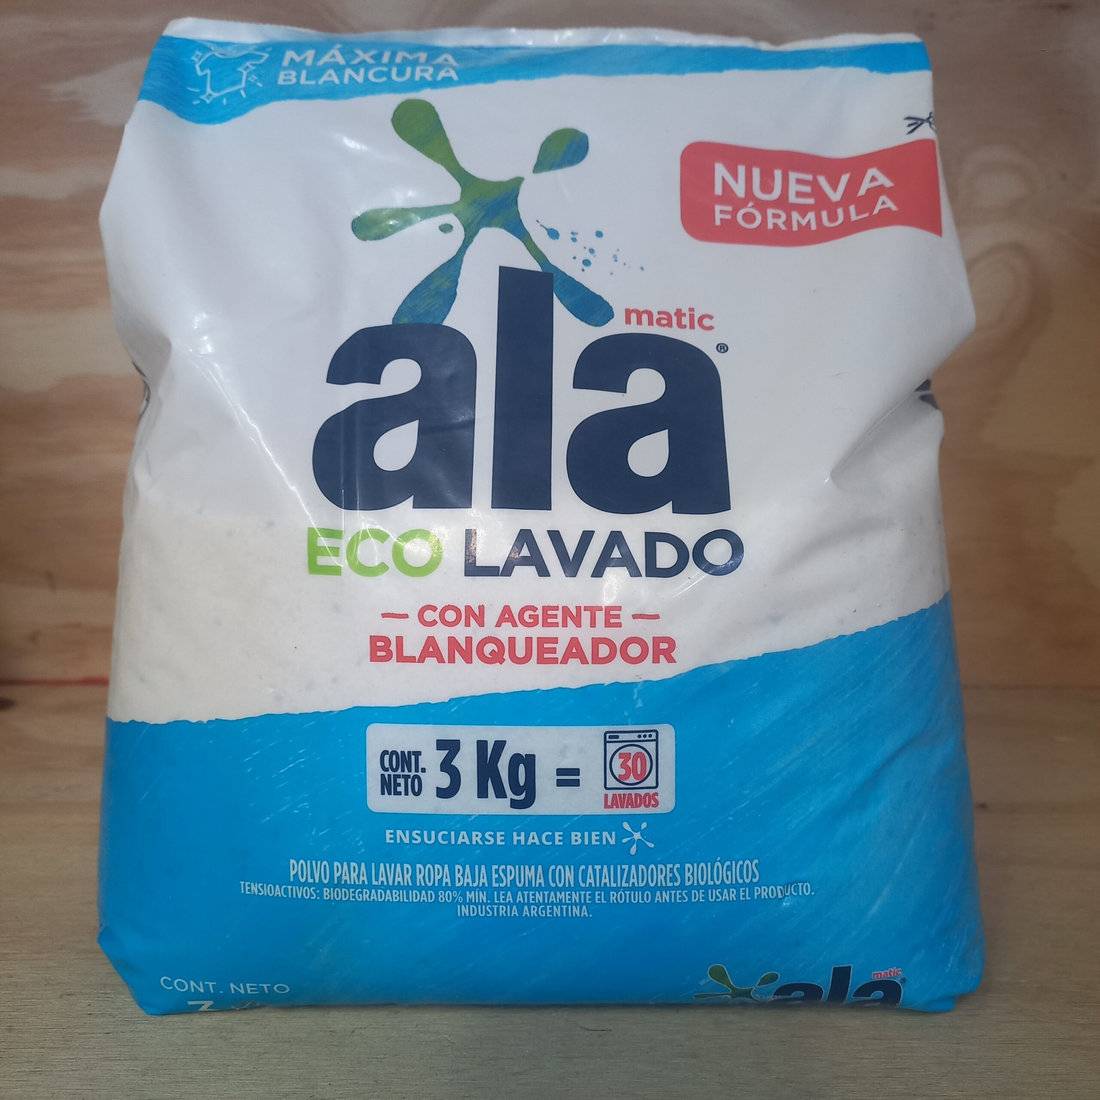 MÁXIMA
BLANCURA
NUEVA
FÓRMULA
matic
ala®
ECO LAVADO
— CON AGENTE —
BLANQUEADOR
CONT.
NETO
3 Kg =
30
LAVADOS
ENSUCIARSE HACE BIEN
POLVO PARA LAVAR ROPA BAJA ESPUMA CON CATALIZADORES BIOLÓGICOS
TENSIOACTIVOS: BIODEGRADABILIDAD 80% MÍN. LEA ATENTAMENTE EL RÓTULO ANTES DE USAR EL PRODUCTO.
INDUSTRIA ARGENTINA.
CONT. NETO
matic
ala